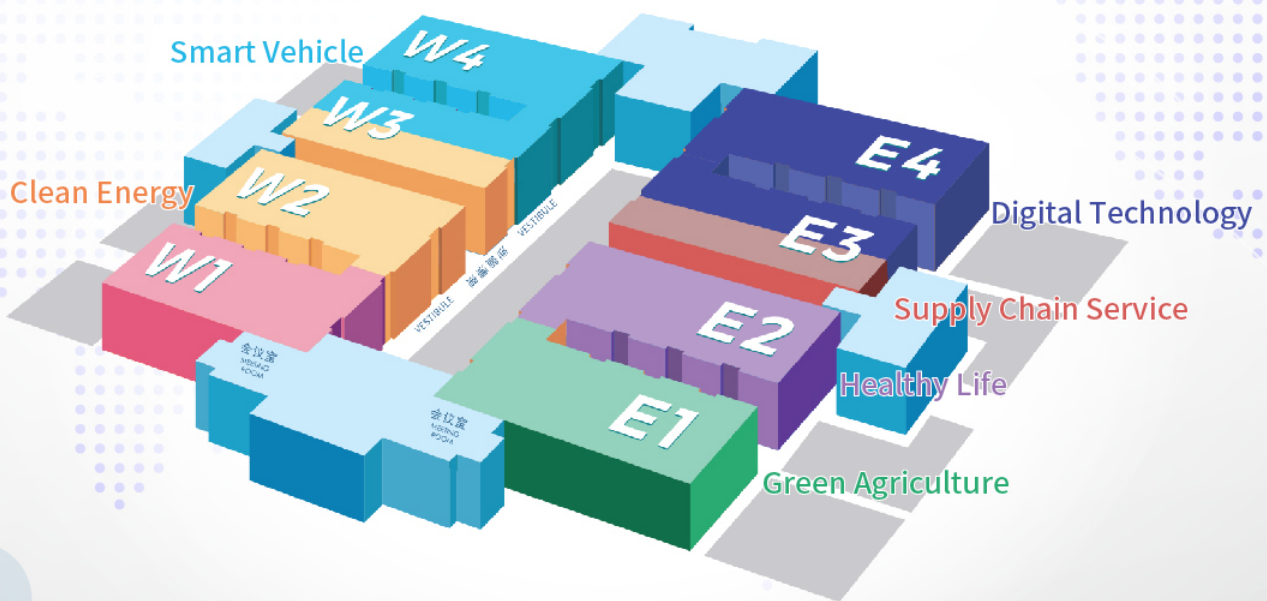 Smart Vehicle
W4
W3
Clean Energy
W2
W1
E4
Digital Technology
E3
Supply Chain Service
E2
Healthy Life
E1
Green Agriculture
VESTIBULE
VESTIBULE
会议室
MEETING
ROOM
会议室
MEETING
ROOM